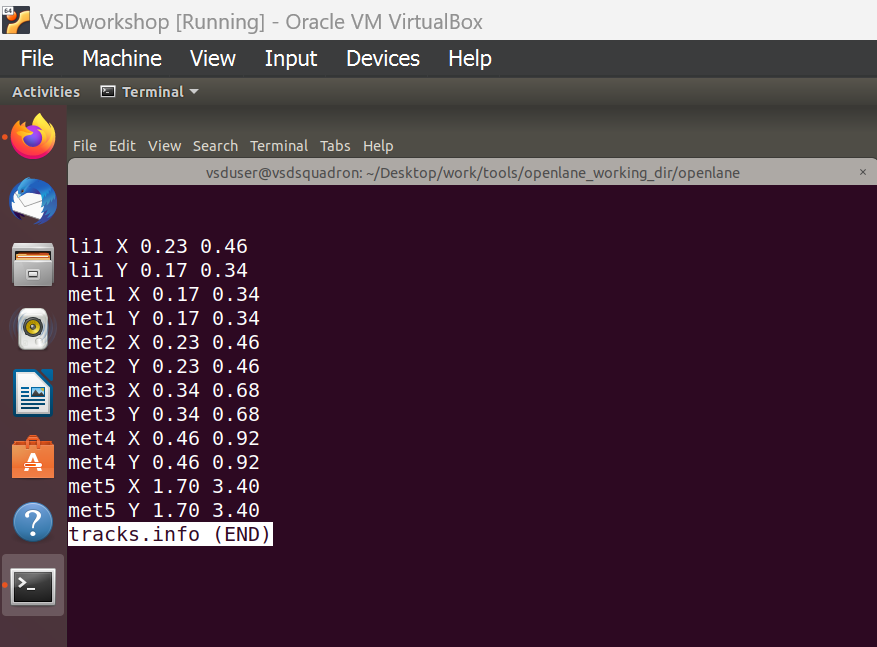 64
VSDworkshop [Running] - Oracle VM VirtualBox
File Machine View Input Devices Help
Activities Terminal
File Edit View Search Terminal Tabs Help
vsduser@vsdsquadron: ~/Desktop/work/tools/openlane_working_dir/openlane ×
li1 X 0.23 0.46
li1 Y 0.17 0.34
met1 X 0.17 0.34
met1 Y 0.17 0.34
met2 X 0.23 0.46
met2 Y 0.23 0.46
met3 X 0.34 0.68
met3 Y 0.34 0.68
met4 X 0.46 0.92
met4 Y 0.46 0.92
met5 X 1.70 3.40
met5 Y 1.70 3.40
tracks.info (END)